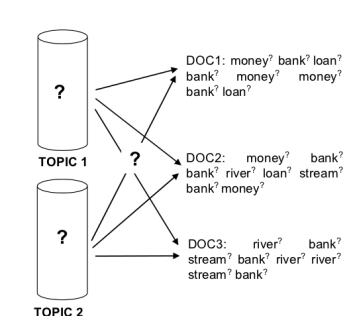 DOC1: money? bank? loan?
bank? money? money?
bank? loan?
?
TOPIC 1
?
DOC2: money? bank?
bank? river? loan? stream?
bank? money?
?
DOC3: river? bank?
stream? bank? river? river?
stream? bank?
TOPIC 2